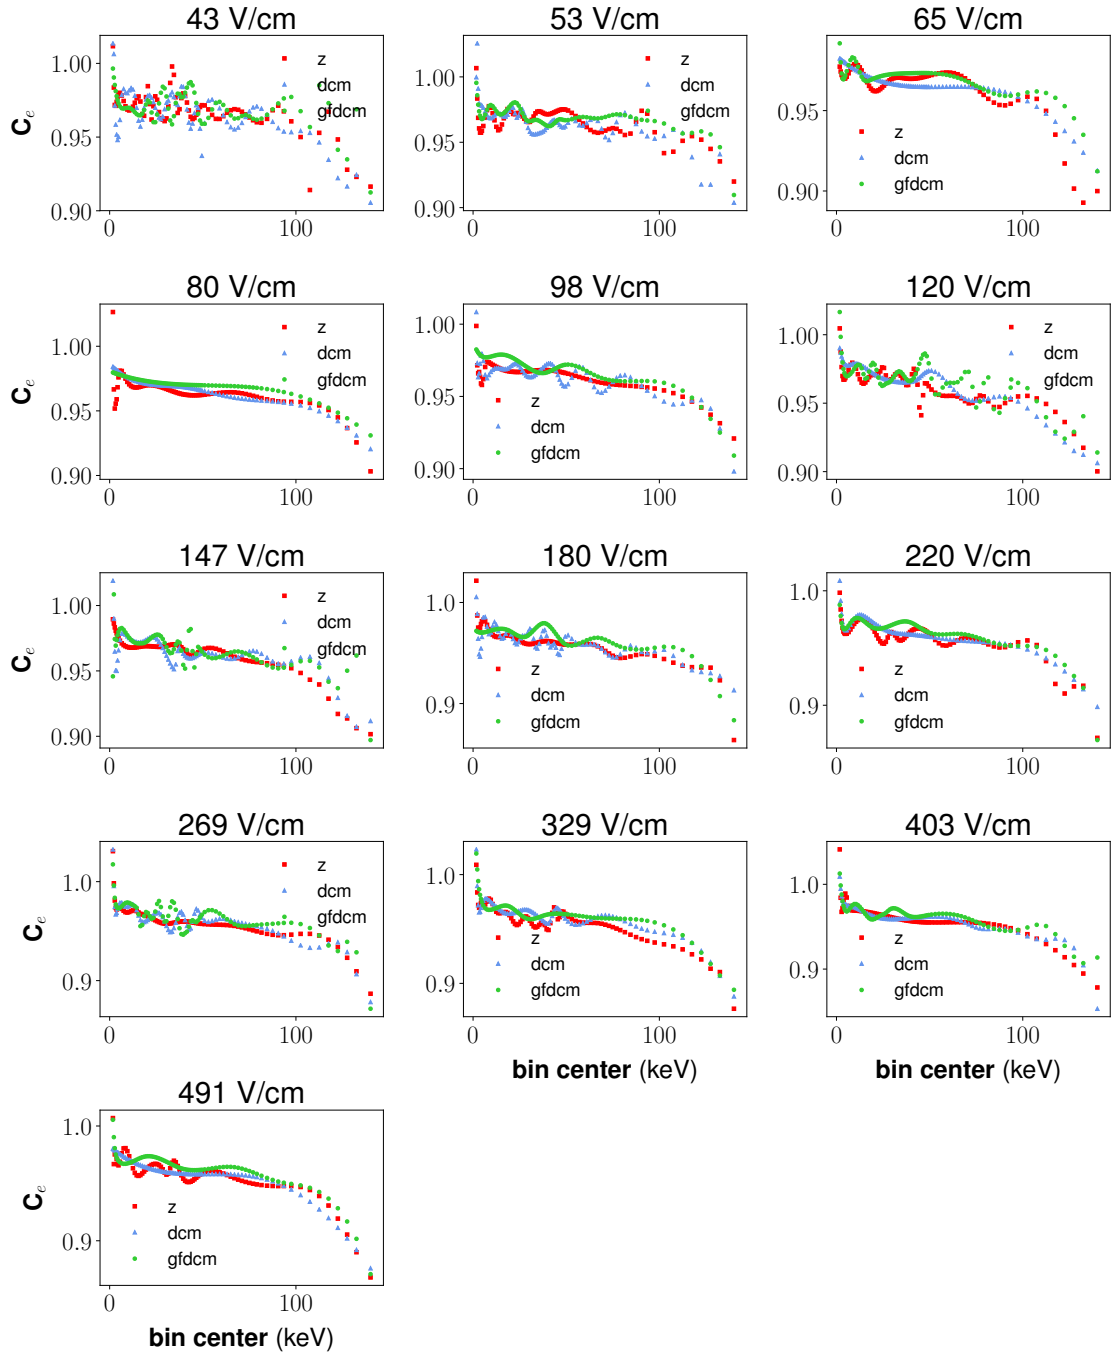 43 V/cm
53 V/cm
65 V/cm
C_e
1.00
0.95
0.90
0
100
z
dcm
gfdcm
1.00
0.95
0.90
0
100
z
dcm
gfdcm
0.95
0.90
0
100
z
dcm
gfdcm
80 V/cm
98 V/cm
120 V/cm
C_e
1.00
0.95
0.90
0
100
z
dcm
gfdcm
1.00
0.95
0.90
0
100
z
dcm
gfdcm
1.00
0.95
0.90
0
100
z
dcm
gfdcm
147 V/cm
180 V/cm
220 V/cm
C_e
1.00
0.95
0.90
0
100
z
dcm
gfdcm
1.0
0.9
0
100
z
dcm
gfdcm
1.0
0.9
0
100
z
dcm
gfdcm
269 V/cm
329 V/cm
403 V/cm
C_e
1.0
0.9
0
100
z
dcm
gfdcm
1.0
0.9
0
100
z
dcm
gfdcm
bin center (keV)
1.0
0.9
0
100
z
dcm
gfdcm
bin center (keV)
491 V/cm
C_e
1.0
0.9
0
100
z
dcm
gfdcm
bin center (keV)